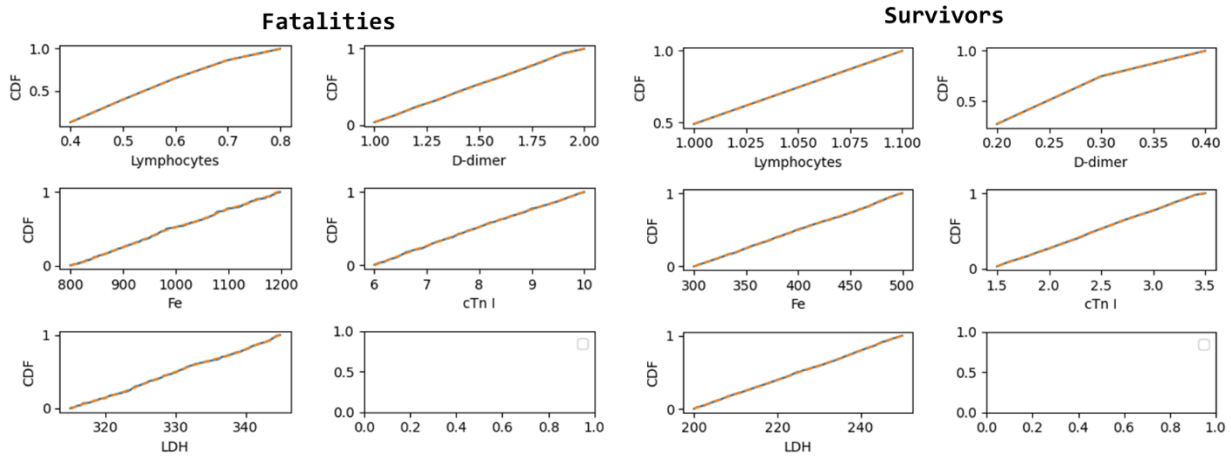 Fatalities
Survivors
CDF
1.0
0.5
0.4 0.5 0.6 0.7 0.8
Lymphocytes
CDF
1
0
1.00 1.25 1.50 1.75 2.00
D-dimer
CDF
1.0
0.5
1.000 1.025 1.050 1.075 1.100
Lymphocytes
CDF
1.0
0.5
0.20 0.25 0.30 0.35 0.40
D-dimer
CDF
1
0
800 900 1000 1100 1200
Fe
CDF
1
0
6 7 8 9 10
cTn I
CDF
1
0
300 350 400 450 500
Fe
CDF
1
0
1.5 2.0 2.5 3.0 3.5
cTn I
CDF
1
0
320 330 340
LDH
1.0
0.5
0.0
0.0 0.2 0.4 0.6 0.8 1.0
CDF
1
0
200 220 240
LDH
1.0
0.5
0.0
0.0 0.2 0.4 0.6 0.8 1.0